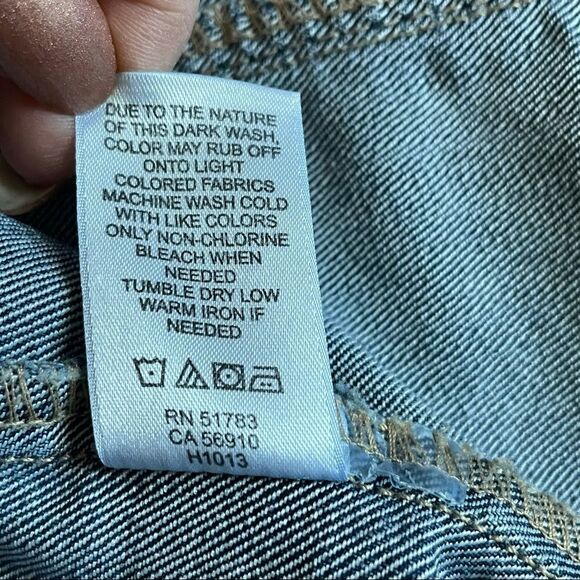 DUE TO THE NATURE
OF THIS DARK WASH,
COLOR MAY RUB OFF
ONTO LIGHT
COLORED FABRICS
MACHINE WASH COLD
WITH LIKE COLORS
ONLY NON-CHLORINE
BLEACH WHEN
NEEDED
TUMBLE DRY LOW
WARM IRON IF
NEEDED
RN 51783
CA 56910
H1013